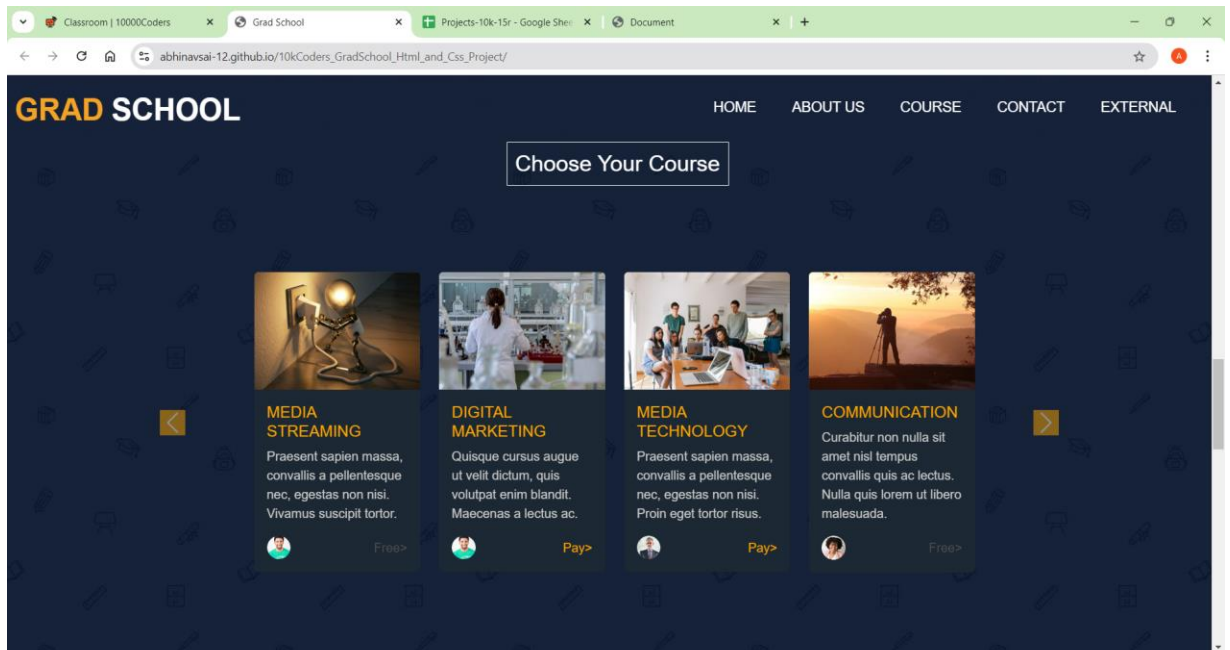 Classroom | 10000Coders
Grad School
Projects-10k-15r - Google Shee
Document
abhinavsai-12.github.io/10kCoders_GradSchool_Html_and_Css_Project/
A
GRAD SCHOOL
HOME ABOUT US COURSE CONTACT EXTERNAL
Choose Your Course
MEDIA
STREAMING
Praesent sapien massa,
convallis a pellentesque
nec, egestas non nisi.
Vivamus suscipit tortor.
Free>
DIGITAL
MARKETING
Quisque cursus augue
ut velit dictum, quis
volutpat enim blandit.
Maecenas a lectus ac.
Pay>
MEDIA
TECHNOLOGY
Praesent sapien massa,
convallis a pellentesque
nec, egestas non nisi.
Proin eget tortor risus.
Pay>
COMMUNICATION
Curabitur non nulla sit
amet nisl tempus
convallis quis ac lectus.
Nulla quis lorem ut libero
malesuada.
Free>